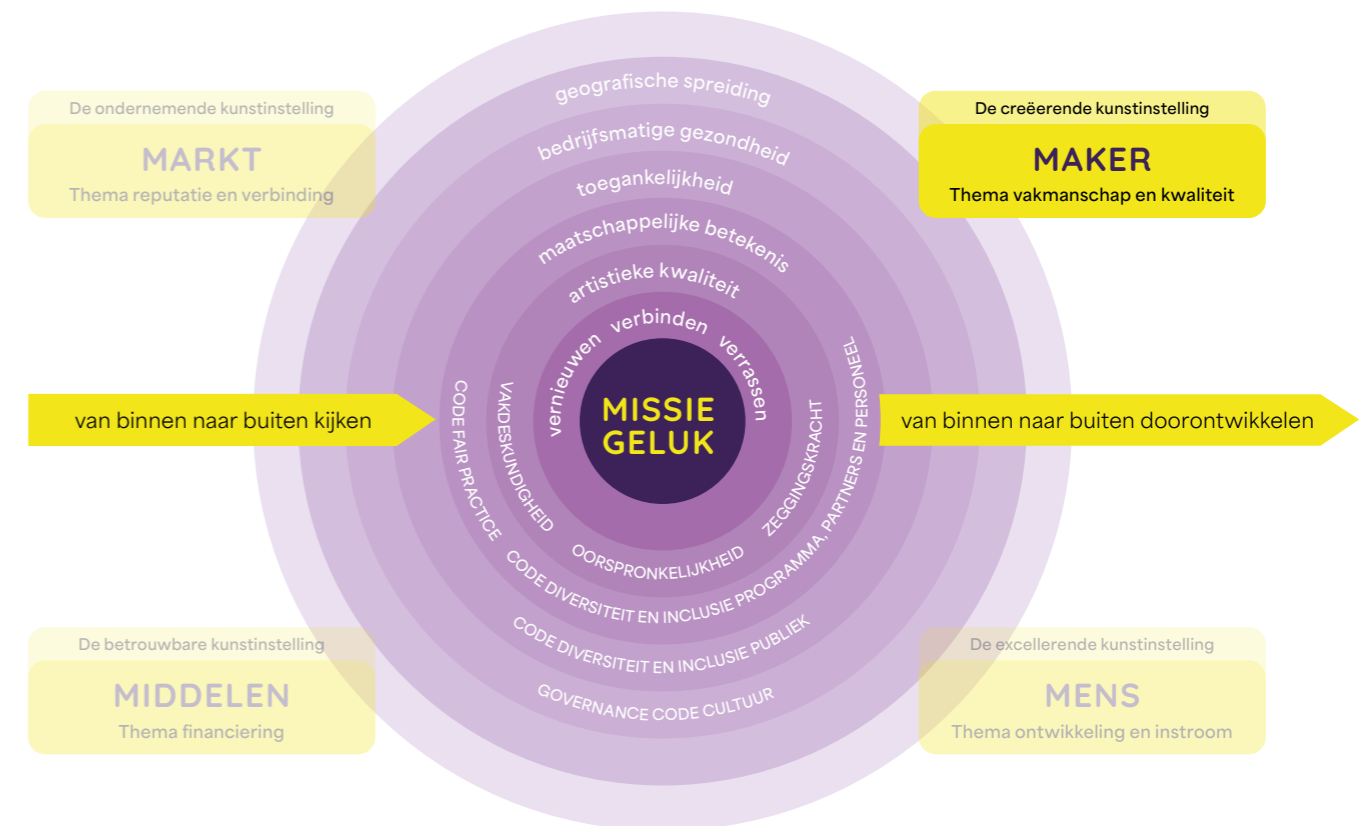 De ondernemende kunstinstelling
MARKT
Thema reputatie en verbinding
De creëerende kunstinstelling
MAKER
Thema vakmanschap en kwaliteit
geografische spreiding
bedrijfsmatige gezondheid
toegankelijkheid
maatschappelijke betekenis
artistieke kwaliteit
vernieuwen verbinden verrassen
MISSIE
GELUK
van binnen naar buiten kijken
van binnen naar buiten doorontwikkelen
VAKDESKUNDIGHEID OORSPRONKELIJKHEID ZEGGINGSKRACHT
CODE FAIR PRACTICE CODE DIVERSITEIT EN INCLUSIE PROGRAMMA, PARTNERS EN PERSONEEL
CODE DIVERSITEIT EN INCLUSIE PUBLIEK
GOVERNANCE CODE CULTUUR
De betrouwbare kunstinstelling
MIDDELEN
Thema financiering
De excellerende kunstinstelling
MENS
Thema ontwikkeling en instroom